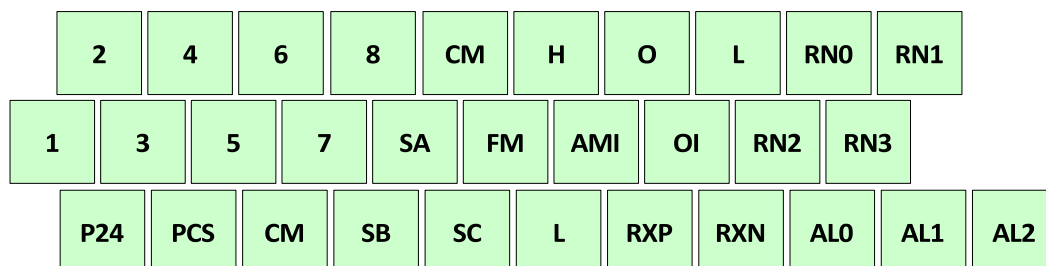 2 4 6 8 CM H O L RN0 RN1
1 3 5 7 SA FM AMI OI RN2 RN3
P24 PCS CM SB SC L RXP RXN AL0 AL1 AL2